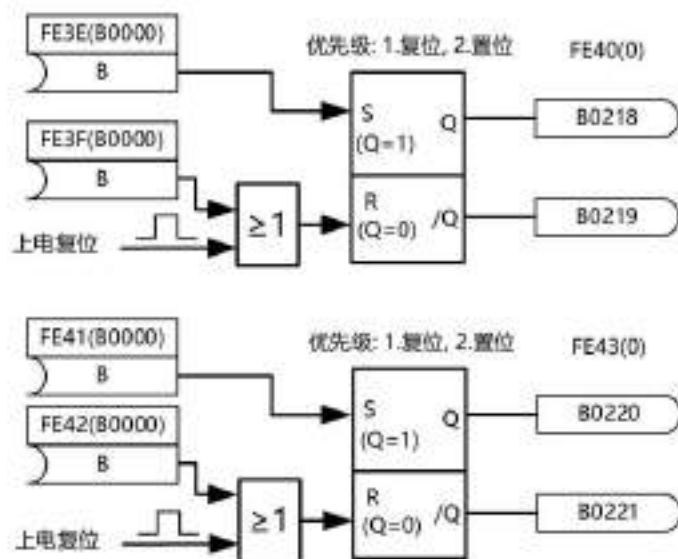 FE3E(B0000)
B
优先级: 1.复位, 2.置位
FE40(0)
S
(Q=1)
Q
B0218
FE3F(B0000)
B
≥1
R
(Q=0)
/Q
B0219
上电复位
FE41(B0000)
B
优先级: 1.复位, 2.置位
FE43(0)
S
(Q=1)
Q
B0220
FE42(B0000)
B
≥1
R
(Q=0)
/Q
B0221
上电复位